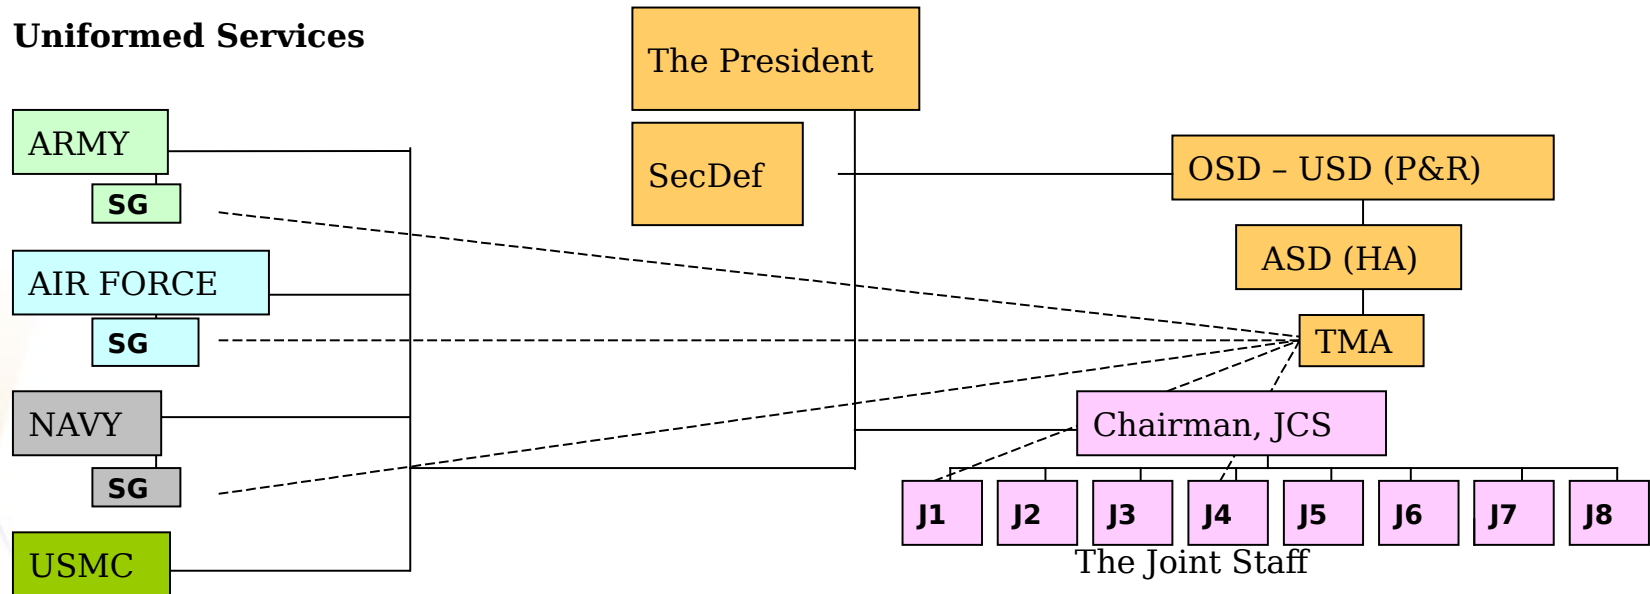 Uniformed Services
The President
ARMY
SG
SecDef
OSD – USD (P&R)
ASD (HA)
AIR FORCE
SG
TMA
NAVY
SG
Chairman, JCS
J1 J2 J3 J4 J5 J6 J7 J8
The Joint Staff
USMC